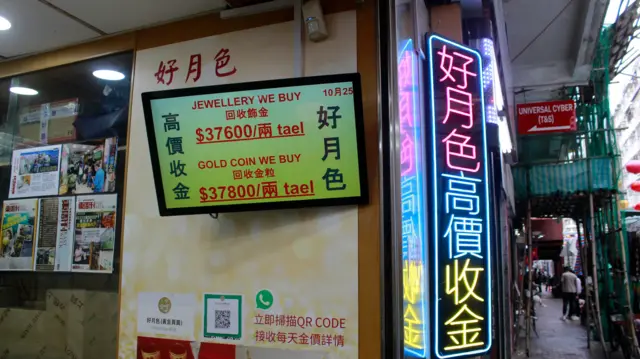 好月色
JEWELLERY WE BUY
10月25
回收飾金
$37600/兩 tael
GOLD COIN WE BUY
回收金粒
$37800/兩 tael
高價收金
好月色
好月色高價收金
UNIVERSAL CYBER
(T&S)
立即掃描QR CODE
接收每天金價詳情